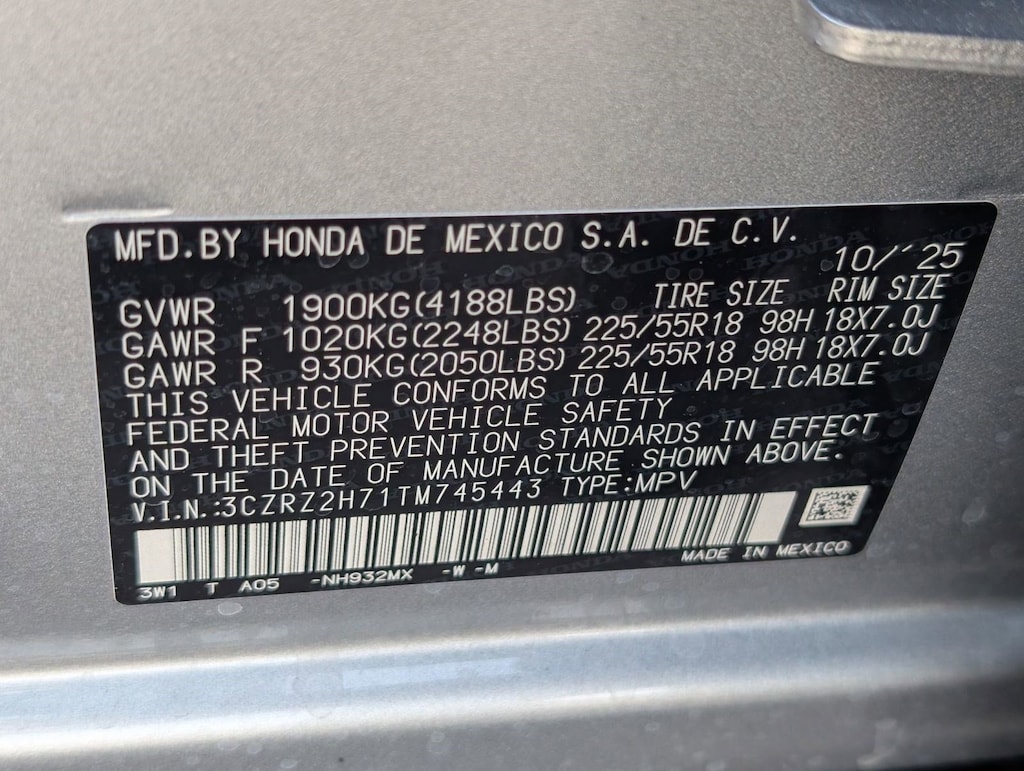 MFD.BY HONDA DE MEXICO S.A. DE C.V.
10/'25
GVWR 1900KG(4188LBS) TIRE SIZE RIM SIZE
GAWR F 1020KG(2248LBS) 225/55R18 98H 18X7.0J
GAWR R 930KG(2050LBS) 225/55R18 98H 18X7.0J
THIS VEHICLE CONFORMS TO ALL APPLICABLE
FEDERAL MOTOR VEHICLE SAFETY
AND THEFT PREVENTION STANDARDS IN EFFECT
ON THE DATE OF MANUFACTURE SHOWN ABOVE.
V.I.N.:3CZRZ2H71TM745443 TYPE:MPV
MADE IN MEXICO
3W1 T A05 -NH932MX -W -M